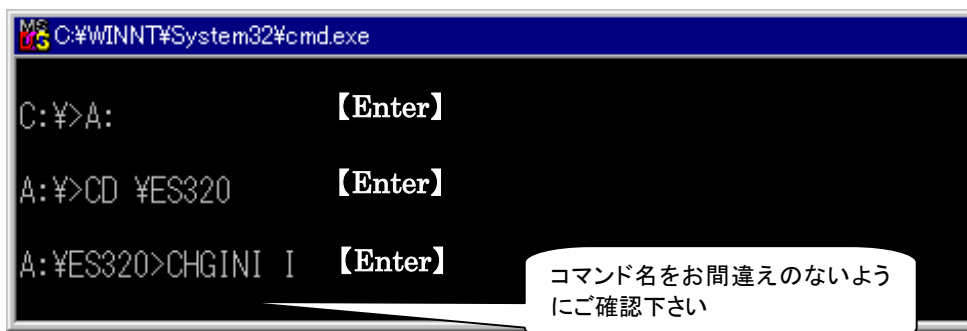 C:¥WINNT¥System32¥cmd.exe
C:¥>A: 【Enter】
A:¥>CD ¥ES320 【Enter】
A:¥ES320>CHGINI I 【Enter】
コマンド名をお間違えのないよう
にご確認下さい